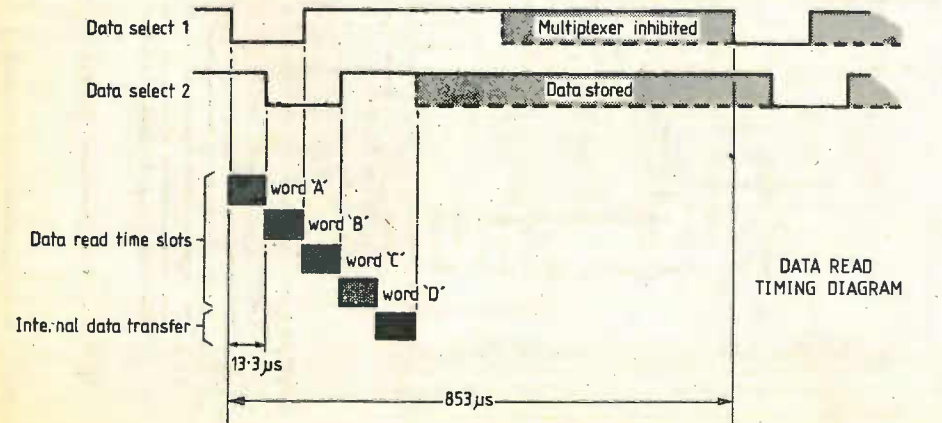 Data select 1
Multiplexer inhibited
Data select 2
Data stored
word `A´
word `B´
Data read time slots
word `C´
word `D´
DATA READ
TIMING DIAGRAM
Internal data transfer
13·3µs
853µs